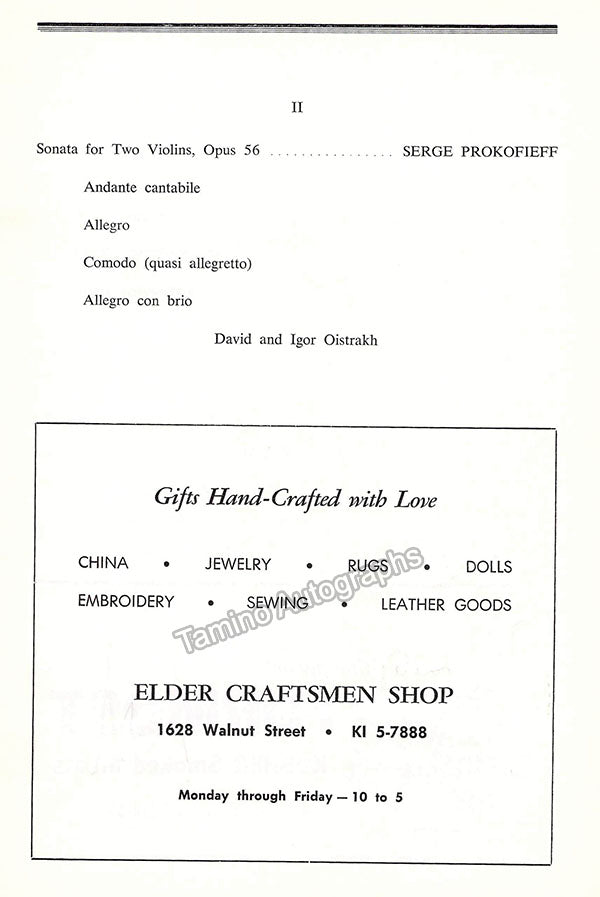 II
Sonata for Two Violins, Opus 56 ................ SERGE PROKOFIEFF
Andante cantabile
Allegro
Comodo (quasi allegretto)
Allegro con brio
David and Igor Oistrakh
Gifts Hand-Crafted with Love
CHINA • JEWELRY • RUGS • DOLLS
EMBROIDERY • SEWING • LEATHER GOODS
Tamino Autographs
ELDER CRAFTSMEN SHOP
1628 Walnut Street • KI 5-7888
Monday through Friday — 10 to 5